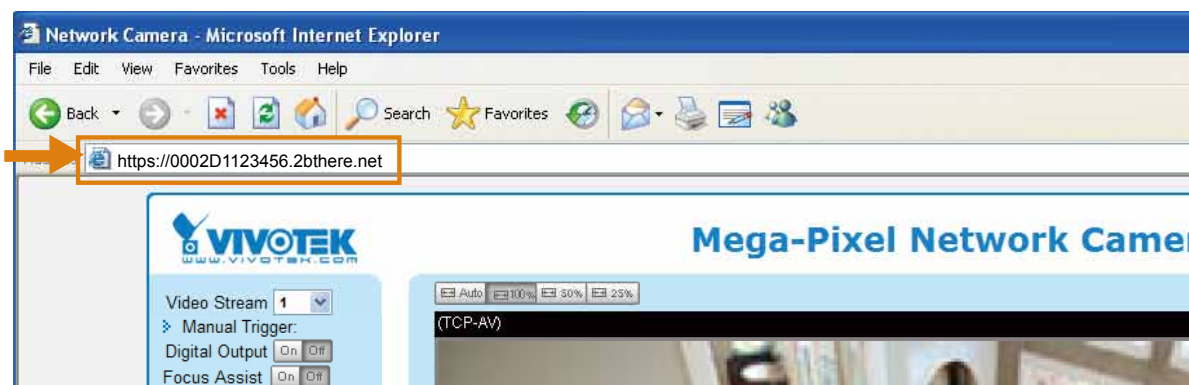 Network Camera - Microsoft Internet Explorer
File Edit View Favorites Tools Help
Back Search Favorites
https://0002D1123456.2bthere.net
VIVOTEK
www.vivotek.com
Mega-Pixel Network Came
Video Stream 1
Auto 100% 50% 25%
Manual Trigger:
(TCP-AV)
Digital Output On Off
Focus Assist On Off